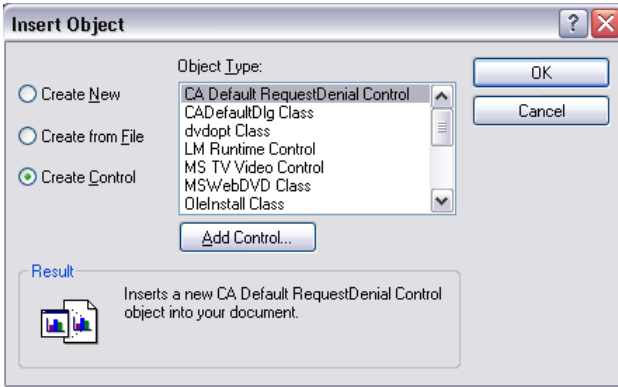 Insert Object
Object Type:
Create New
Create from File
Create Control
CA Default RequestDenial Control
CADefaultDlg Class
dvdopt Class
LM Runtime Control
MS TV Video Control
MSWebDVD Class
OleInstall Class
Add Control...
OK
Cancel
Result
Inserts a new CA Default RequestDenial Control
object into your document.